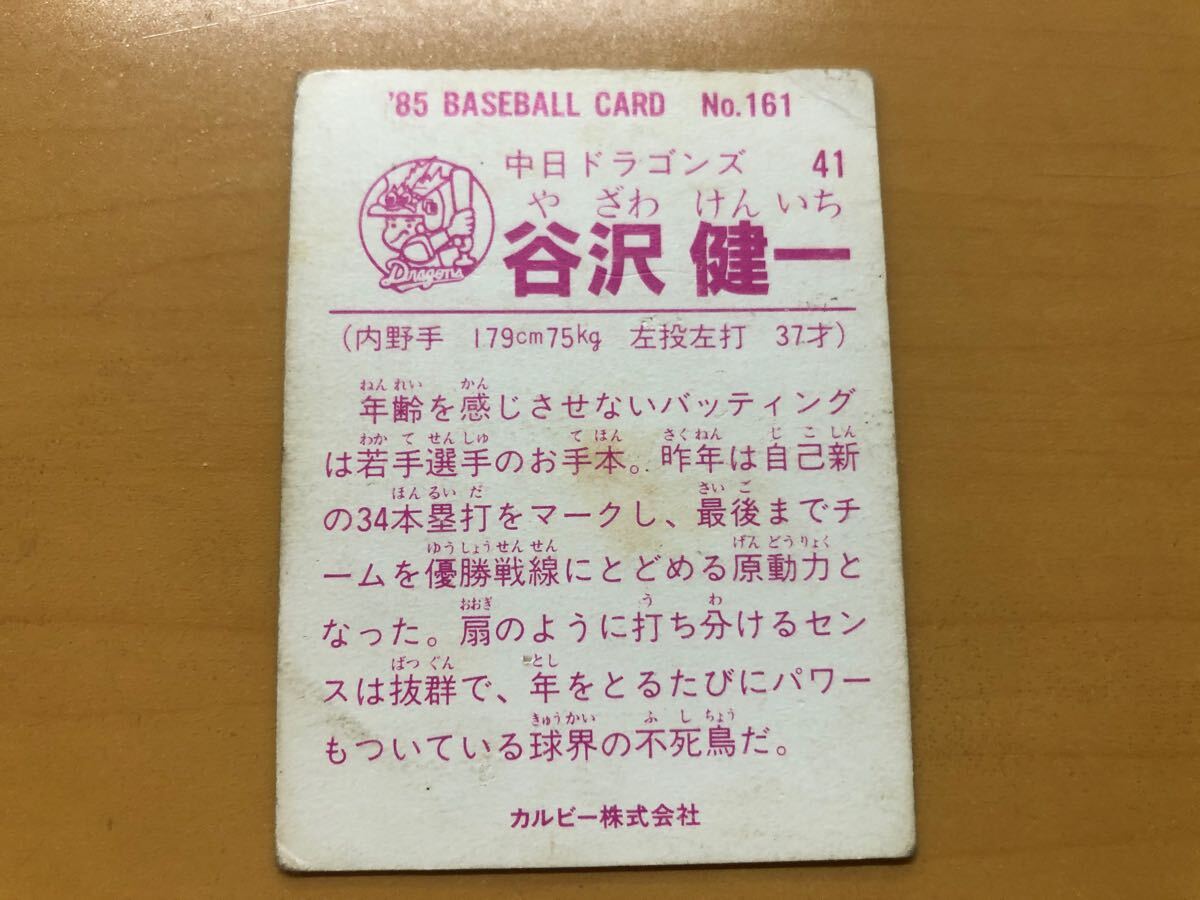 '85 BASEBALL CARD No.161
中日ドラゴンズ 41
やざわ けんいち
谷沢 健一
Dragons
(内野手 179cm75kg 左投左打 37才)
ねんれい かん
年齢を感じさせないバッティング
わかてせんしゅ てほん さくねん じこしん
は若手選手のお手本。昨年は自己新
ほんるいだ さいご
の34本塁打をマークし、最後までチ
ゆうしょうせんせん げんどうりょく
ームを優勝戦線にとどめる原動力と
おおぎ う わ
なった。扇のように打ち分けるセン
ばつぐん とし
スは抜群で、年をとるたびにパワー
きゅうかい ふしちょう
もついている球界の不死鳥だ。
カルビー株式会社